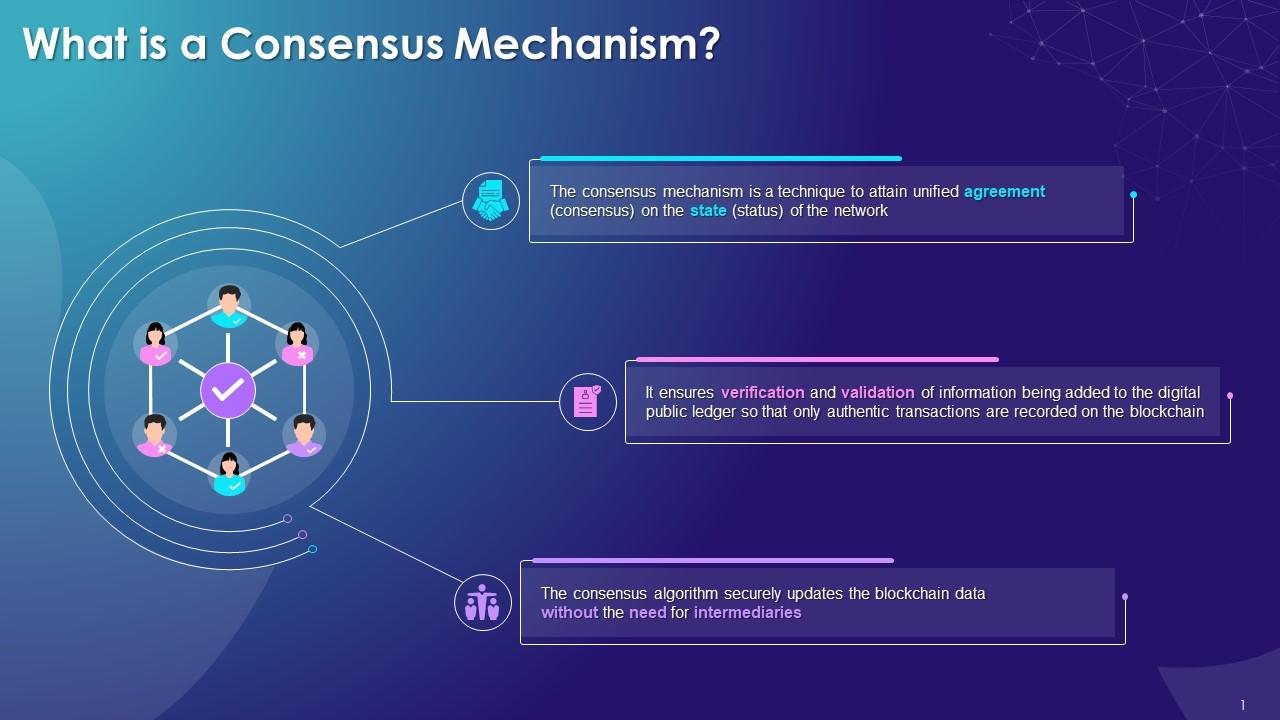 What is a Consensus Mechanism?
The consensus mechanism is a technique to attain unified agreement
(consensus) on the state (status) of the network
It ensures verification and validation of information being added to the digital
public ledger so that only authentic transactions are recorded on the blockchain
The consensus algorithm securely updates the blockchain data
without the need for intermediaries
1